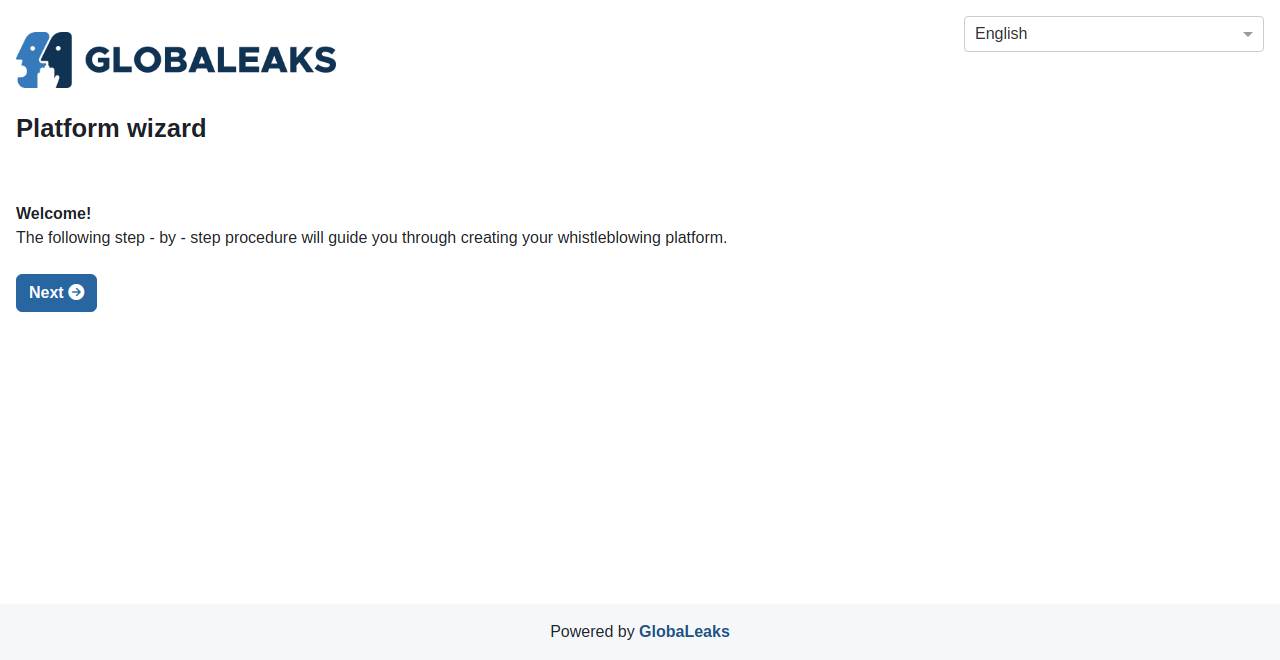 GLOBALEAKS
English
Platform wizard
Welcome!
The following step - by - step procedure will guide you through creating your whistleblowing platform.
Next
Powered by GlobaLeaks